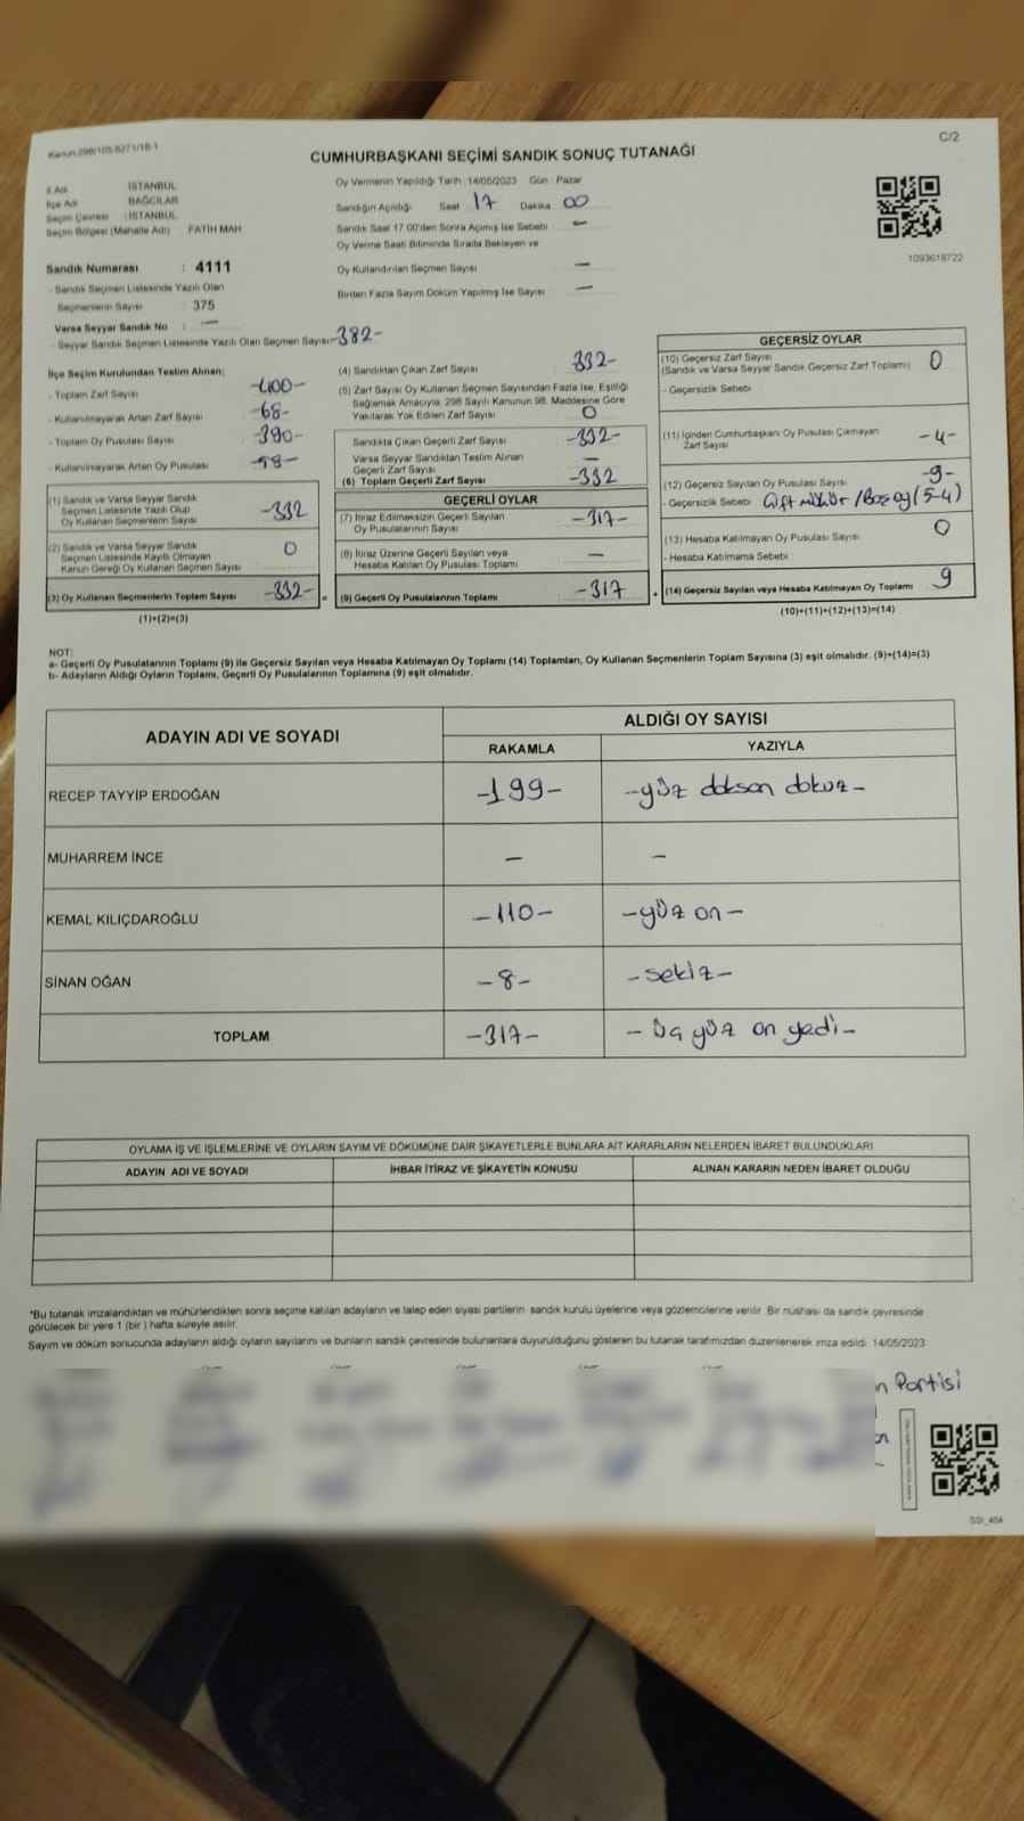 C/2
CUMHURBAŞKANI SEÇİMİ SANDIK SONUÇ TUTANAĞI
İl Adı : İSTANBUL
İlçe Adı : BAĞCILAR
Seçim Çevresi : İSTANBUL
Seçim Bölgesi (Mahalle Adı) : FATİH MAH
Oy Vermenin Yapıldığı Tarih : 14/05/2023 Gün : Pazar
Sandığın Açıldığı Saat 17 Dakika 00
Sandık Saat 17:00'den Sonra Açılmış İse Sebebi -
Oy Verme Saati Bitiminde Sırada Bekleyen ve
Oy Kullandırılan Seçmen Sayısı -
Birden Fazla Sayım Döküm Yapılmış İse Sayısı -
1093618722
Sandık Numarası : 4111
- Sandık Seçmen Listesinde Yazılı Olan
Seçmenlerin Sayısı : 375
Varsa Seyyar Sandık No : -
- Seyyar Sandık Seçmen Listesinde Yazılı Olan Seçmen Sayısı -382-
İlçe Seçim Kurulundan Teslim Alınan;
- Toplam Zarf Sayısı -400-
- Kullanılmayarak Artan Zarf Sayısı -68-
- Toplam Oy Pusulası Sayısı -390-
- Kullanılmayarak Artan Oy Pusulası
(1) Sandık ve Varsa Seyyar Sandık
Seçmen Listesinde Yazılı Olup
Oy Kullanan Seçmenlerin Sayısı -332
(2) Sandık ve Varsa Seyyar Sandık
Seçmen Listesinde Kayıtlı Olmayan
Kanun Gereği Oy Kullanan Seçmen Sayısı 0
(3) Oy Kullanan Seçmenlerin Toplam Sayısı -332-
(1)+(2)=(3)
(4) Sandıktan Çıkan Zarf Sayısı 332-
(5) Zarf Sayısı Oy Kullanan Seçmen Sayısından Fazla İse, Eşitliği
Sağlamak Amacıyla, 298 Sayılı Kanunun 98. Maddesine Göre
Yakılarak Yok Edilen Zarf Sayısı 0
Sandıkta Çıkan Geçerli Zarf Sayısı -332-
Varsa Seyyar Sandıktan Teslim Alınan
Geçerli Zarf Sayısı -
(6) Toplam Geçerli Zarf Sayısı -332
GEÇERLİ OYLAR
(7) İtiraz Edilmeksizin Geçerli Sayılan
Oy Pusulalarının Sayısı -317-
(8) İtiraz Üzerine Geçerli Sayılan veya
Hesaba Katılan Oy Pusulası Toplamı -
(9) Geçerli Oy Pusulalarının Toplamı -317
GEÇERSİZ OYLAR
(10) Geçersiz Zarf Sayısı
(Sandık ve Varsa Seyyar Sandık Geçersiz Zarf Toplamı) 0
- Geçersizlik Sebebi
(11) İçinden Cumhurbaşkanı Oy Pusulası Çıkmayan
Zarf Sayısı -4-
(12) Geçersiz Sayılan Oy Pusulası Sayısı -9-
- Geçersizlik Sebebi Çift mühür / Boş oy (5-4)
(13) Hesaba Katılmayan Oy Pusulası Sayısı 0
- Hesaba Katılmama Sebebi
(14) Geçersiz Sayılan veya Hesaba Katılmayan Oy Toplamı 9
(10)+(11)+(12)+(13)=(14)
NOT:
a- Geçerli Oy Pusulalarının Toplamı (9) ile Geçersiz Sayılan veya Hesaba Katılmayan Oy Toplamı (14) Toplamları, Oy Kullanan Seçmenlerin Toplam Sayısına (3) eşit olmalıdır. (9)+(14)=(3)
b- Adayların Aldığı Oyların Toplamı, Geçerli Oy Pusulalarının Toplamına (9) eşit olmalıdır.
ADAYIN ADI VE SOYADI
ALDIĞI OY SAYISI
RAKAMLA YAZIYLA
RECEP TAYYİP ERDOĞAN -199- -yüz doksan dokuz-
MUHARREM İNCE - -
KEMAL KILIÇDAROĞLU -110- -yüz on-
SİNAN OĞAN -8- -sekiz-
TOPLAM -317- -üç yüz on yedi-
OYLAMA İŞ VE İŞLEMLERİNE VE OYLARIN SAYIM VE DÖKÜMÜNE DAİR ŞİKAYETLERLE BUNLARA AİT KARARLARIN NELERDEN İBARET BULUNDUKLARI
ADAYIN ADI VE SOYADI İHBAR İTİRAZ VE ŞİKAYETİN KONUSU ALINAN KARARIN NEDEN İBARET OLDUĞU
*Bu tutanak imzalandıktan ve mühürlendikten sonra seçime katılan adayların ve talep eden siyasi partilerin sandık kurulu üyelerine veya gözlemcilerine verilir. Bir nüshası da sandık çevresinde
görülecek bir yere 1 (bir) hafta süreyle asılır.
Sayım ve döküm sonucunda adayların aldığı oyların sayılarını ve bunların sandık çevresinde bulunanlara duyurulduğunu gösteren bu tutanak tarafımızdan düzenlenerek imza edildi. 14/05/2023
n Partisi